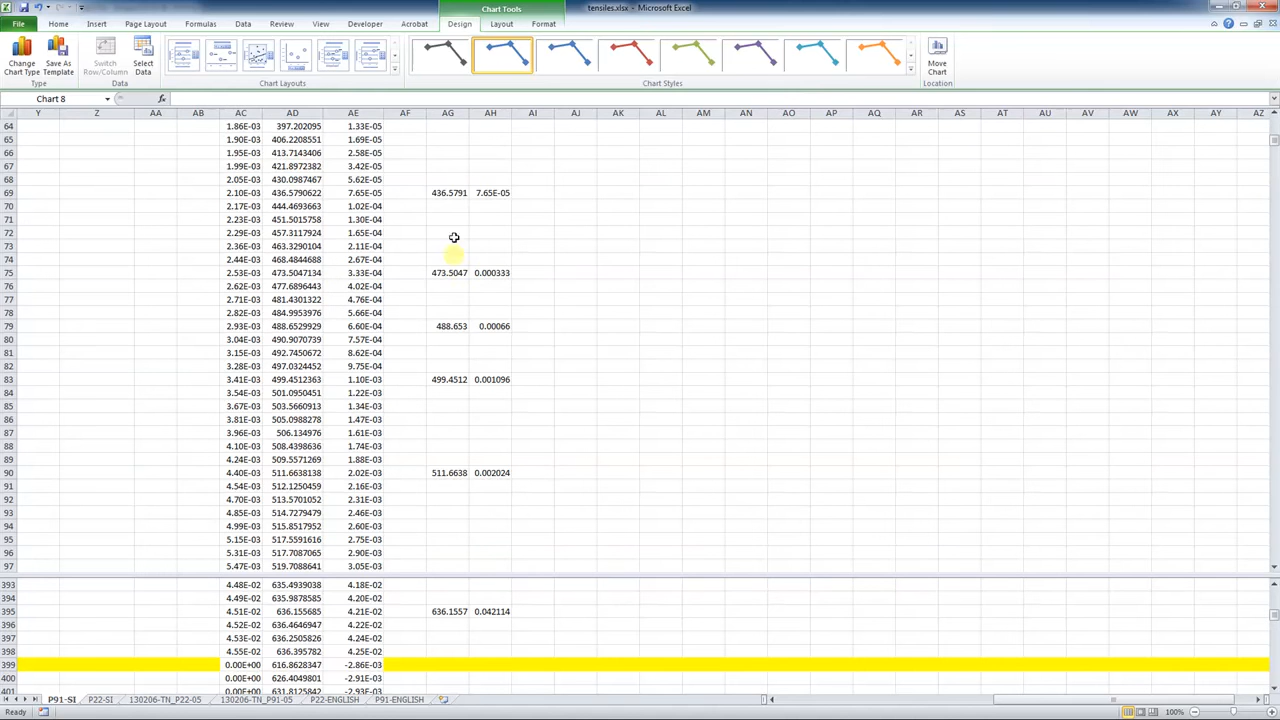 tensiles.xlsx - Microsoft Excel
Chart Tools
File Home Insert Page Layout Formulas Data Review View Developer Acrobat Design Layout Format
Change Chart Type Save As Template Switch Row/Column Select Data Move Chart
Type Data Chart Layouts Chart Styles Location
Chart 8 fx
Y Z AA AB AC AD AE AF AG AH AI AJ AK AL AM AN AO AP AQ AR AS AT AU AV AW AX AY AZ
64 1.86E-03 397.202095 1.33E-05
65 1.90E-03 406.2208551 1.69E-05
66 1.95E-03 413.7143406 2.58E-05
67 1.99E-03 421.8972382 3.42E-05
68 2.05E-03 430.0987467 5.62E-05
69 2.10E-03 436.5790622 7.65E-05 436.5791 7.65E-05
70 2.17E-03 444.4693663 1.02E-04
71 2.23E-03 451.5015758 1.30E-04
72 2.29E-03 457.3117924 1.65E-04
73 2.36E-03 463.3290104 2.11E-04
74 2.44E-03 468.4844688 2.67E-04
75 2.53E-03 473.5047134 3.33E-04 473.5047 0.000333
76 2.62E-03 477.6896443 4.02E-04
77 2.71E-03 481.4301322 4.76E-04
78 2.82E-03 484.9953976 5.66E-04
79 2.93E-03 488.6529929 6.60E-04 488.653 0.00066
80 3.04E-03 490.9070739 7.57E-04
81 3.15E-03 492.7450672 8.62E-04
82 3.28E-03 497.0324452 9.75E-04
83 3.41E-03 499.4512363 1.10E-03 499.4512 0.001096
84 3.54E-03 501.0950451 1.22E-03
85 3.67E-03 503.5660913 1.34E-03
86 3.81E-03 505.0988278 1.47E-03
87 3.96E-03 506.134976 1.61E-03
88 4.10E-03 508.4398636 1.74E-03
89 4.24E-03 509.5571269 1.88E-03
90 4.40E-03 511.6638138 2.02E-03 511.6638 0.002024
91 4.54E-03 512.1250459 2.16E-03
92 4.70E-03 513.5701052 2.31E-03
93 4.85E-03 514.7279479 2.46E-03
94 4.99E-03 515.8517952 2.60E-03
95 5.15E-03 517.5591616 2.75E-03
96 5.31E-03 517.7087065 2.90E-03
97 5.47E-03 519.7088641 3.05E-03
393 4.48E-02 635.4939038 4.18E-02
394 4.49E-02 635.9878585 4.20E-02
395 4.51E-02 636.155685 4.21E-02 636.1557 0.042114
396 4.52E-02 636.4646947 4.22E-02
397 4.53E-02 636.2505826 4.24E-02
398 4.55E-02 636.395782 4.25E-02
399 0.00E+00 616.8628347 -2.86E-03
400 0.00E+00 626.4049801 -2.90E-03
401 0.00E+00 631.8125842 -2.93E-03
P91-SI P22-SI 130206-TN_P22-05 130206-TN_P91-05 P22-ENGLISH P91-ENGLISH
Ready 100%